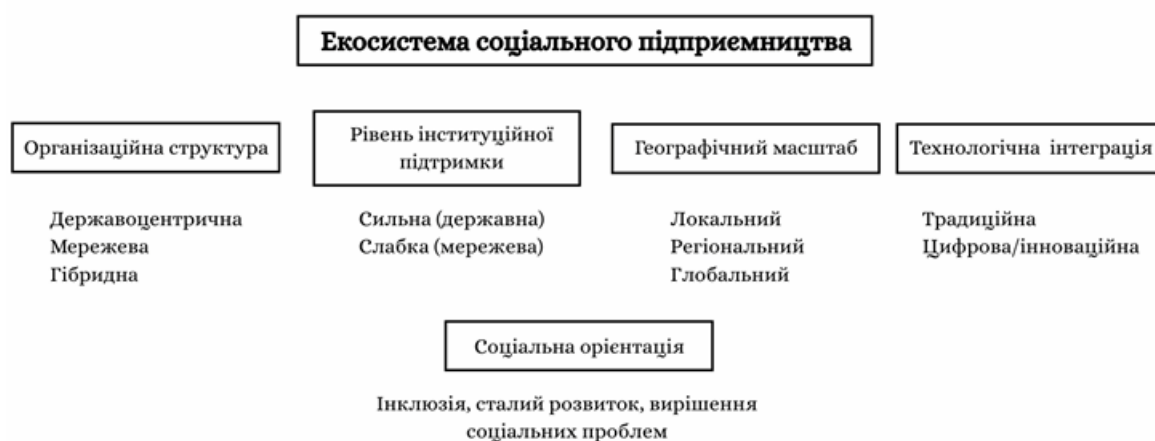 Екосистема соціального підприємництва
Організаційна структура
Державоцентрична
Мережева
Гібридна
Рівень інституційної
підтримки
Сильна (державна)
Слабка (мережева)
Географічний масштаб
Локальний
Регіональний
Глобальний
Технологічна інтеграція
Традиційна
Цифрова/інноваційна
Соціальна орієнтація
Інклюзія, сталий розвиток, вирішення
соціальних проблем